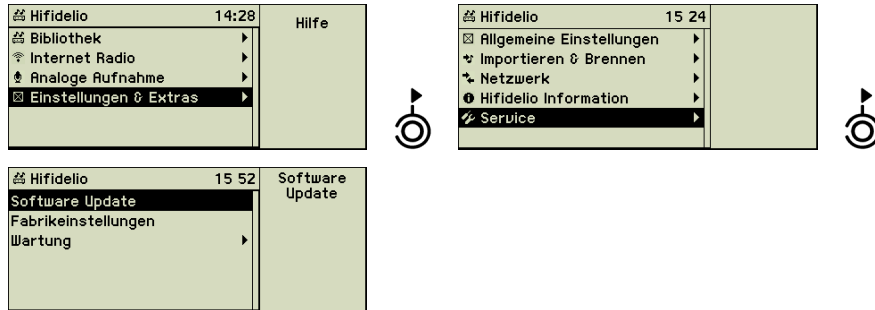 Hifidelio 14:28
Hilfe
Bibliothek
Internet Radio
Analoge Aufnahme
Einstellungen & Extras
Hifidelio 15 24
Allgemeine Einstellungen
Importieren & Brennen
Netzwerk
Hifidelio Information
Service
Hifidelio 15 52
Software
Update
Software Update
Fabrikeinstellungen
Wartung